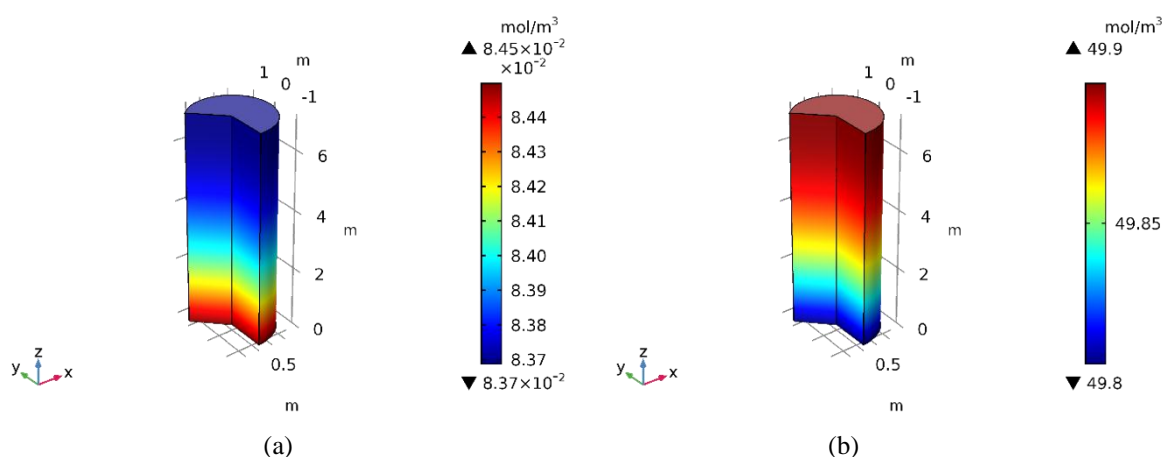 mol/m³
▲ 8.45×10⁻²
×10⁻²
8.44
8.43
8.42
8.41
8.40
8.39
8.38
8.37
▼ 8.37×10⁻²
m
1
0
-1
6
4
m
2
0
0.5
m
y
z
x
(a)
mol/m³
▲ 49.9
49.85
▼ 49.8
m
1
0
-1
6
4
m
2
0
0.5
m
y
z
x
(b)